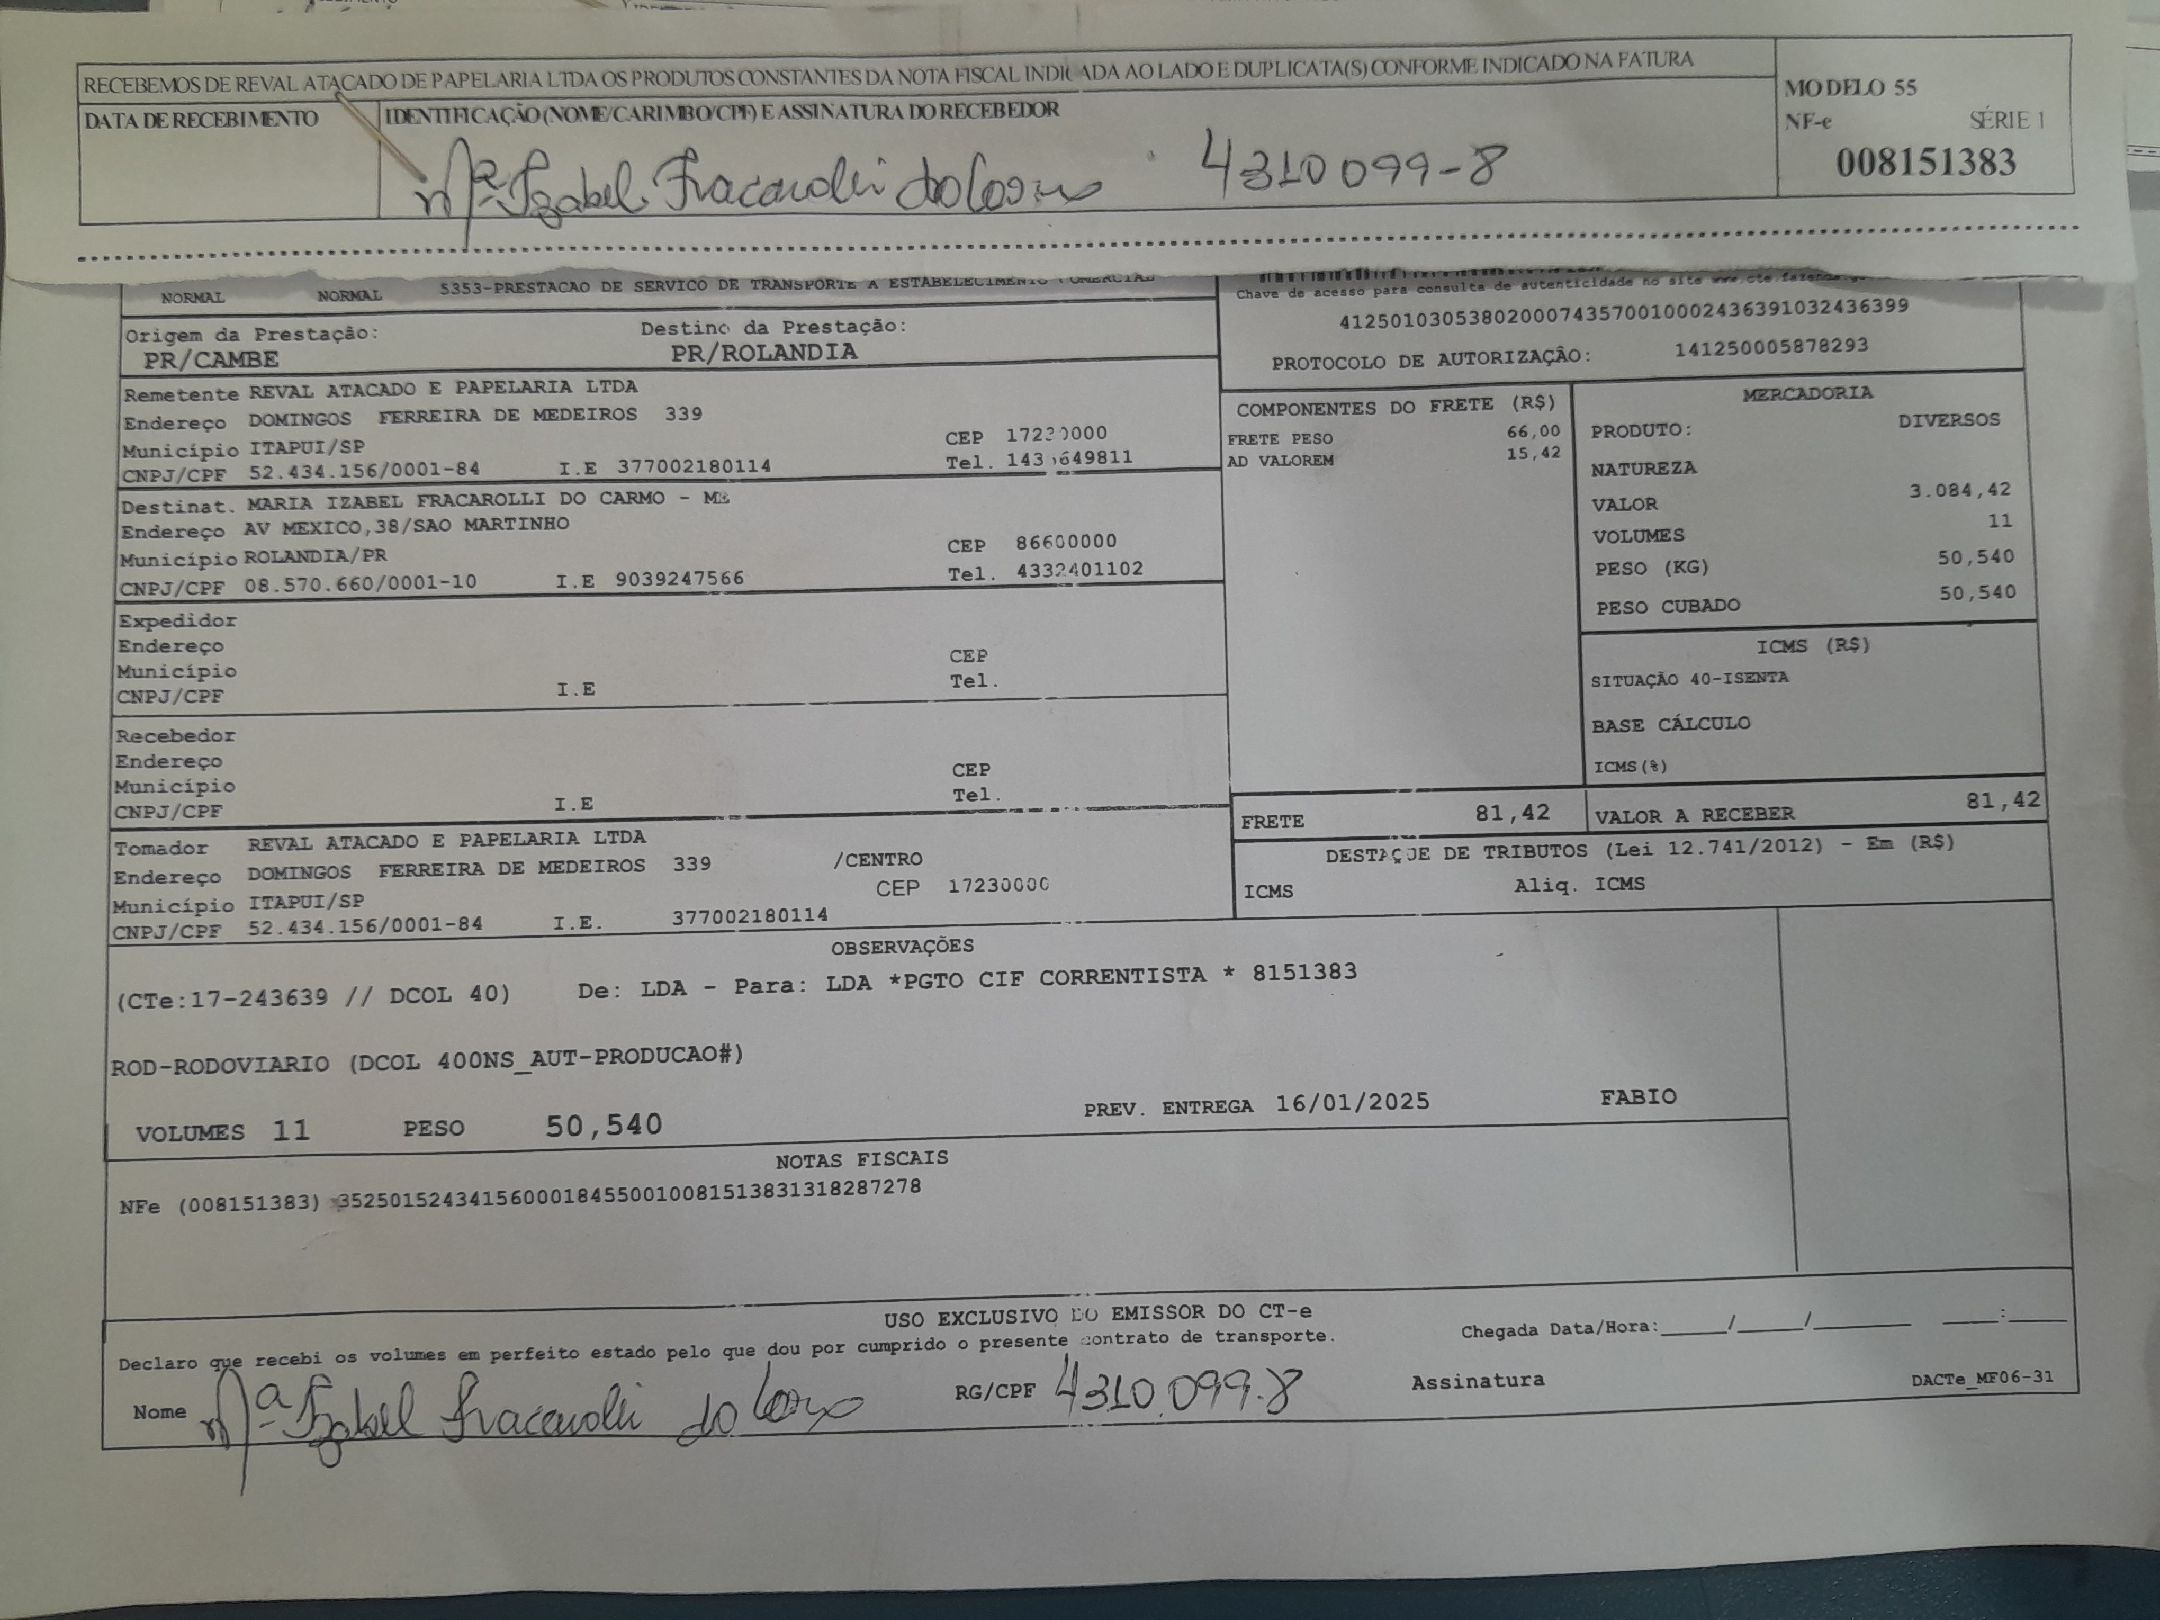 RECEBEMOS DE REVAL ATACADO DE PAPELARIA LTDA OS PRODUTOS CONSTANTES DA NOTA FISCAL INDICADA AO LADO E DUPLICATA(S) CONFORME INDICADO NA FATURA
DATA DE RECEBIMENTO IDENTIFICAÇÃO (NOME/CARIMBO/CPF) E ASSINATURA DO RECEBEDOR
MODELO 55
NF-e SÉRIE 1
008151383
Mª Izabel Fracarolli do Carmo 4310099-8
NORMAL NORMAL 5353-PRESTACAO DE SERVICO DE TRANSPORTE A ESTABELECIMENTO COMERCIAL
Chave de acesso para consulta de autenticidade no site www.cte.fazenda
41250103053802000743570010002436391032436399
PROTOCOLO DE AUTORIZAÇÃO: 141250005878293
Origem da Prestação: Destino da Prestação:
PR/CAMBE PR/ROLANDIA
Remetente REVAL ATACADO E PAPELARIA LTDA
Endereço DOMINGOS FERREIRA DE MEDEIROS 339
Município ITAPUI/SP CEP 17230000
CNPJ/CPF 52.434.156/0001-84 I.E 377002180114 Tel.
Destinat. MARIA IZABEL FRACAROLLI DO CARMO - ME
Endereço AV MEXICO,38/SAO MARTINHO
Município ROLANDIA/PR CEP 86600000
CNPJ/CPF 08.570.660/0001-10 I.E 9039247566 Tel. 4332401102
Expedidor
Endereço
Município CEP
CNPJ/CPF I.E Tel.
Recebedor
Endereço
Município CEP
CNPJ/CPF I.E Tel.
Tomador REVAL ATACADO E PAPELARIA LTDA
Endereço DOMINGOS FERREIRA DE MEDEIROS 339 /CENTRO
Município ITAPUI/SP CEP 17230000
CNPJ/CPF 52.434.156/0001-84 I.E. 377002180114
COMPONENTES DO FRETE (R$)
FRETE PESO 66,00
AD VALOREM 15,42
MERCADORIA
PRODUTO: DIVERSOS
NATUREZA
VALOR 3.084,42
VOLUMES 11
PESO (KG) 50,540
PESO CUBADO 50,540
ICMS (R$)
SITUAÇÃO 40-ISENTA
BASE CÁLCULO
ICMS(%)
FRETE 81,42 VALOR A RECEBER 81,42
DESTAQUE DE TRIBUTOS (Lei 12.741/2012) - Em (R$)
ICMS Aliq. ICMS
OBSERVAÇÕES
(CTe:17-243639 // DCOL 40) De: LDA - Para: LDA *PGTO CIF CORRENTISTA * 8151383
ROD-RODOVIARIO (DCOL 400NS_AUT-PRODUCAO#)
VOLUMES 11 PESO 50,540 PREV. ENTREGA 16/01/2025 FABIO
NOTAS FISCAIS
NFe (008151383) 35250152434156000184550010081513831318287278
USO EXCLUSIVO DO EMISSOR DO CT-e
Declaro que recebi os volumes em perfeito estado pelo que dou por cumprido o presente contrato de transporte. Chegada Data/Hora:_____/_____/_______ ____:____
Nome Mª Izabel Fracarolli do Carmo RG/CPF 4310.099.8 Assinatura DACTe_MF06-31